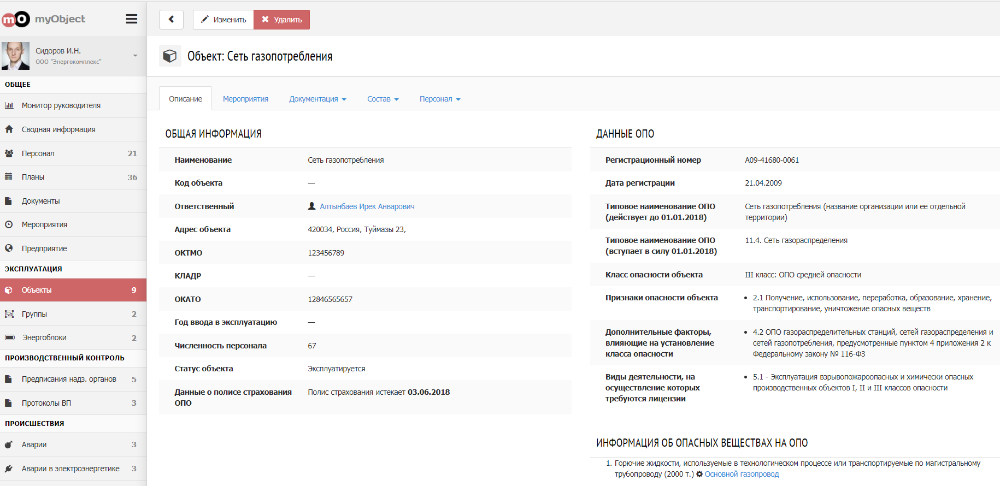 mO myObject
Сидоров И.Н.
ООО "Энергокомплекс"
ОБЩЕЕ
Монитор руководителя
Сводная информация
Персонал 21
Планы 36
Документы
Мероприятия
Предприятие
ЭКСПЛУАТАЦИЯ
Объекты 9
Группы 2
Энергоблоки 2
ПРОИЗВОДСТВЕННЫЙ КОНТРОЛЬ
Предписания надз. органов 5
Протоколы ВП 3
ПРОИСШЕСТВИЯ
Аварии 3
Аварии в электроэнергетике 3
Изменить Удалить
Объект: Сеть газопотребления
Описание Мероприятия Документация Состав Персонал
ОБЩАЯ ИНФОРМАЦИЯ
Наименование Сеть газопотребления
Код объекта —
Ответственный Алтынбаев Ирек Анварович
Адрес объекта 420034, Россия, Туймазы 23,
ОКТМО 123456789
КЛАДР —
ОКАТО 12846565657
Год ввода в эксплуатацию —
Численность персонала 67
Статус объекта Эксплуатируется
Данные о полисе страхования Полис страхования истекает 03.06.2018
ОПО
ДАННЫЕ ОПО
Регистрационный номер А09-41680-0061
Дата регистрации 21.04.2009
Типовое наименование ОПО Сеть газопотребления (название организации или ее отдельной
(действует до 01.01.2018) территории)
Типовое наименование ОПО 11.4. Сеть газораспределения
(вступает в силу 01.01.2018)
Класс опасности объекта III класс: ОПО средней опасности
Признаки опасности объекта • 2.1 Получение, использование, переработка, образование, хранение,
транспортирование, уничтожение опасных веществ
Дополнительные факторы, • 4.2 ОПО газораспределительных станций, сетей газораспределения и
влияющие на установление сетей газопотребления, предусмотренные пунктом 4 приложения 2 к
класса опасности Федеральному закону № 116-ФЗ
Виды деятельности, на • 5.1 - Эксплуатация взрывопожароопасных и химически опасных
осуществление которых производственных объектов I, II и III классов опасности
требуются лицензии
ИНФОРМАЦИЯ ОБ ОПАСНЫХ ВЕЩЕСТВАХ НА ОПО
1. Горючие жидкости, используемые в технологическом процессе или транспортируемые по магистральному
трубопроводу (2000 т.) Основной газопровод